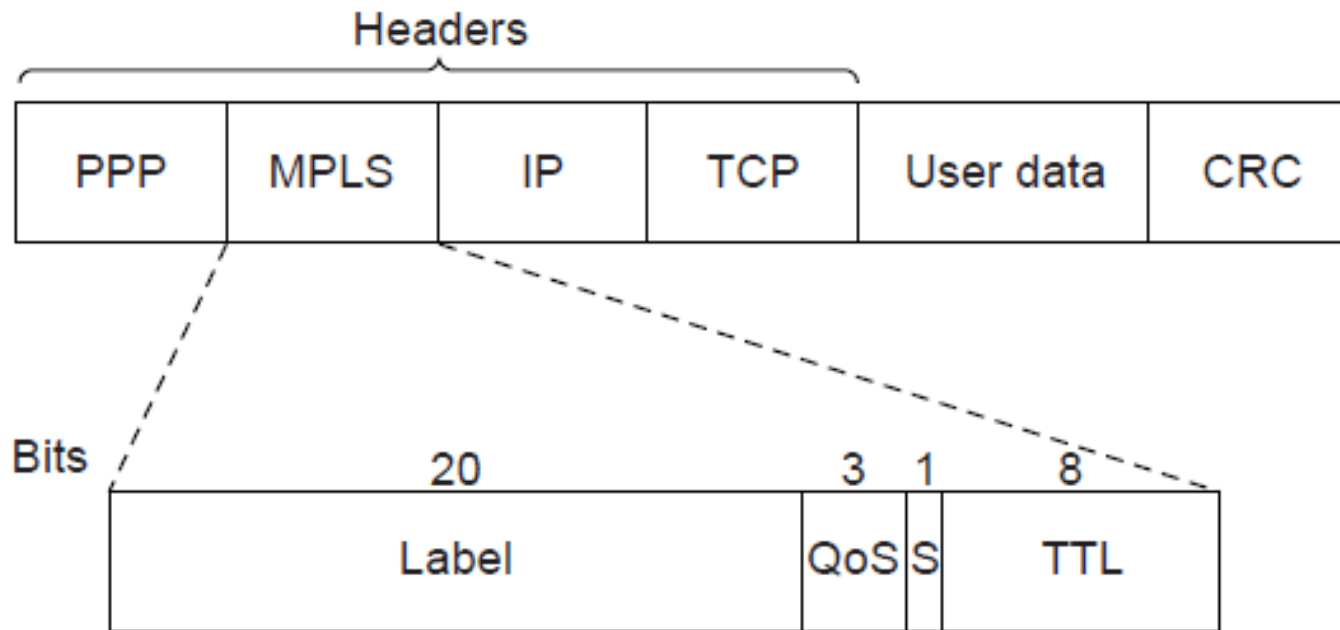 Headers
PPP MPLS IP TCP User data CRC
Bits 20 3 1 8
Label QoS S TTL